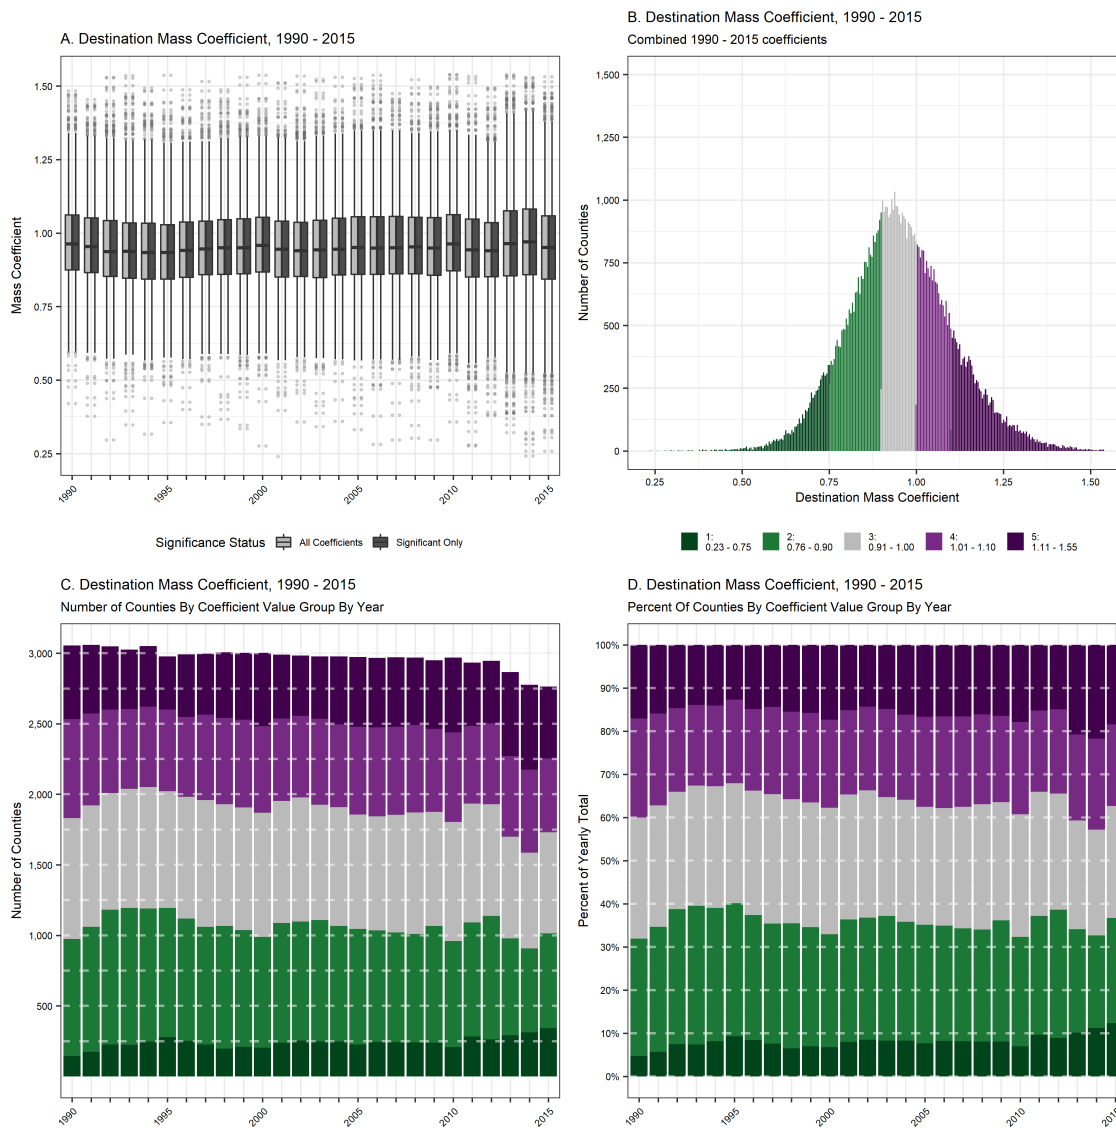 A. Destination Mass Coefficient, 1990 - 2015
Mass Coefficient
1.50
1.25
1.00
0.75
0.50
0.25
1990
1995
2000
2005
2010
2015
Significance Status
All Coefficients
Significant Only
B. Destination Mass Coefficient, 1990 - 2015
Combined 1990 - 2015 coefficients
Number of Counties
1,500
1,250
1,000
750
500
250
0
0.25
0.50
0.75
1.00
1.25
1.50
Destination Mass Coefficient
1:
0.23 - 0.75
2:
0.76 - 0.90
3:
0.91 - 1.00
4:
1.01 - 1.10
5:
1.11 - 1.55
C. Destination Mass Coefficient, 1990 - 2015
Number of Counties By Coefficient Value Group By Year
Number of Counties
3,000
2,500
2,000
1,500
1,000
500
1990
1995
2000
2005
2010
2015
D. Destination Mass Coefficient, 1990 - 2015
Percent Of Counties By Coefficient Value Group By Year
Percent of Yearly Total
100%
90%
80%
70%
60%
50%
40%
30%
20%
10%
0%
1990
1995
2000
2005
2010
2015